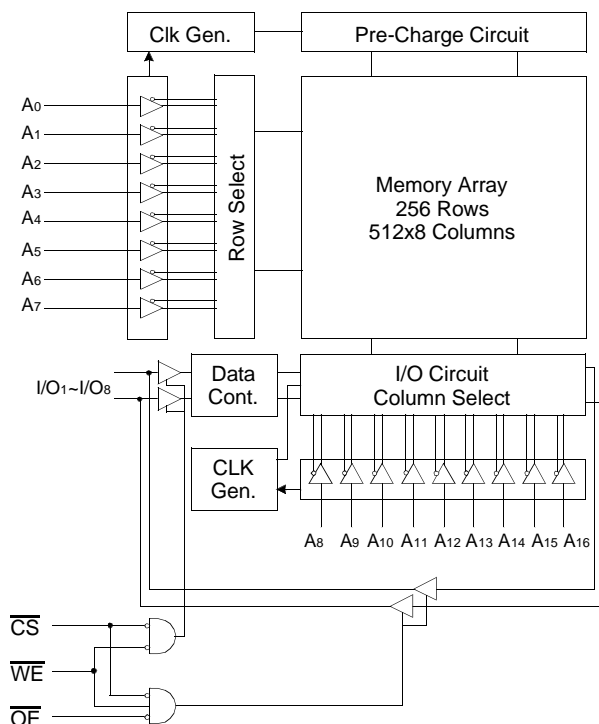 Clk Gen.
Pre-Charge Circuit
A0
A1
A2
A3
A4
A5
A6
A7
Row Select
Memory Array
256 Rows
512x8 Columns
I/O1~I/O8
Data
Cont.
I/O Circuit
Column Select
CLK
Gen.
A8 A9 A10 A11 A12 A13 A14 A15 A16
CS
WE
OE